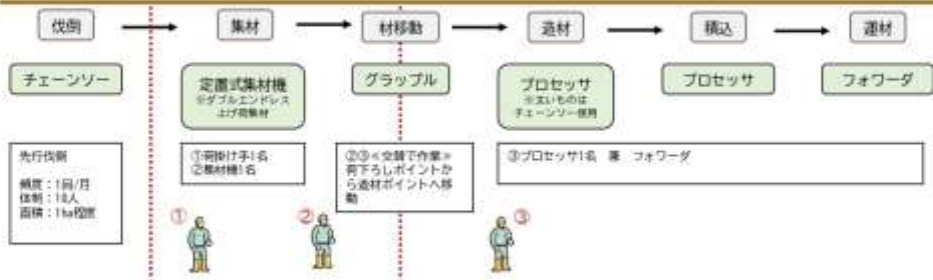 伐倒
集材
材移動
造材
積込
運材
チェーンソー
定置式集材機
※ダブルエンドレス
上げ荷集材
グラップル
プロセッサ
※太いものは
チェーンソー使用
プロセッサ
フォワーダ
先行伐倒
頻度：1回/月
体制：10人
面積：1ha程度
①荷掛け手1名
②集材機1名
②③＜交替で作業＞
荷下ろしポイントか
ら造材ポイントへ移
動
③プロセッサ1名　兼　フォワーダ
①
②
③